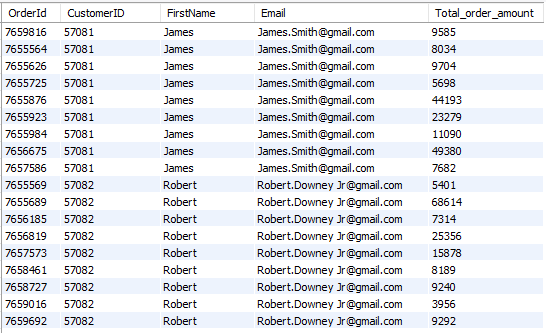 OrderId CustomerID FirstName Email Total_order_amount
7659816 57081 James James.Smith@gmail.com 9585
7655564 57081 James James.Smith@gmail.com 8034
7655626 57081 James James.Smith@gmail.com 9704
7655725 57081 James James.Smith@gmail.com 5698
7655876 57081 James James.Smith@gmail.com 44193
7655923 57081 James James.Smith@gmail.com 23279
7655984 57081 James James.Smith@gmail.com 11090
7656675 57081 James James.Smith@gmail.com 49380
7657586 57081 James James.Smith@gmail.com 7682
7655569 57082 Robert Robert.Downey Jr@gmail.com 5401
7655689 57082 Robert Robert.Downey Jr@gmail.com 68614
7656185 57082 Robert Robert.Downey Jr@gmail.com 7314
7656819 57082 Robert Robert.Downey Jr@gmail.com 25356
7657573 57082 Robert Robert.Downey Jr@gmail.com 15878
7658461 57082 Robert Robert.Downey Jr@gmail.com 8189
7658727 57082 Robert Robert.Downey Jr@gmail.com 9240
7659016 57082 Robert Robert.Downey Jr@gmail.com 3956
7659692 57082 Robert Robert.Downey Jr@gmail.com 9292